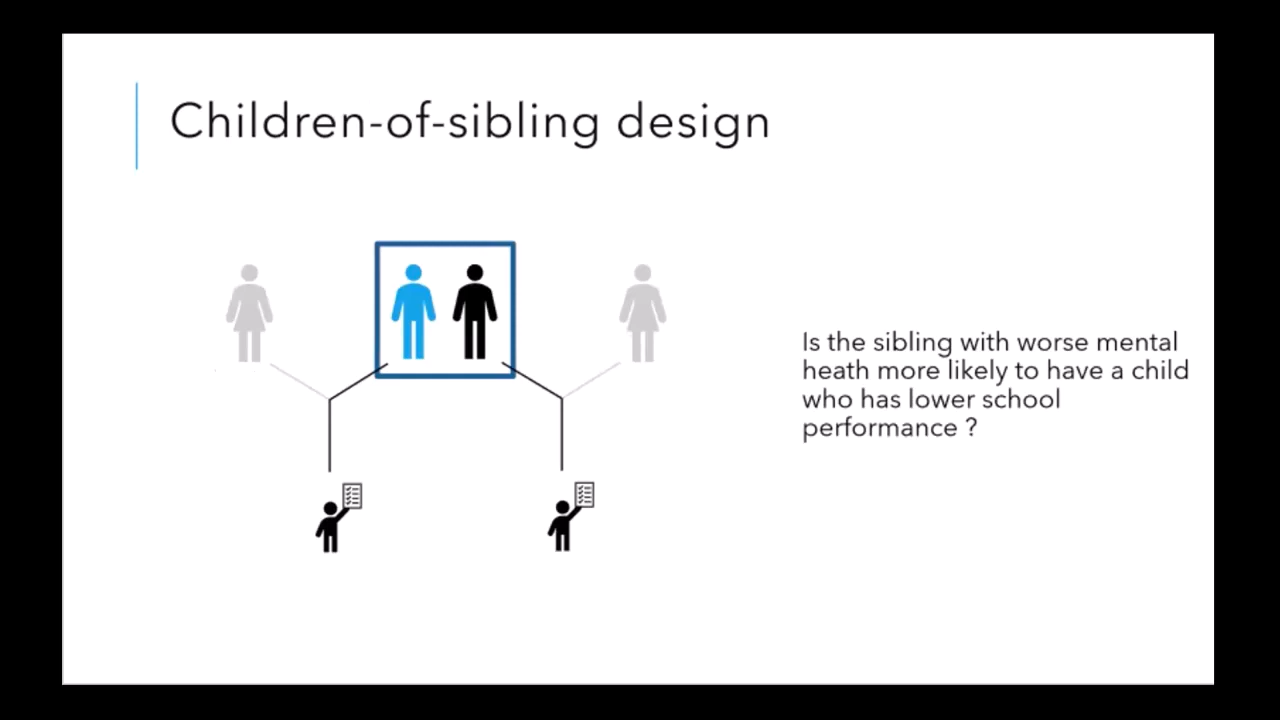 Children-of-sibling design
Is the sibling with worse mental
heath more likely to have a child
who has lower school
performance ?